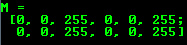 M =
[0, 0, 255, 0, 0, 255;
0, 0, 255, 0, 0, 255]